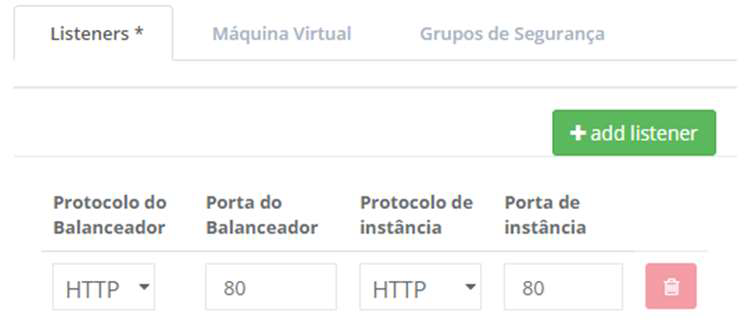 Listeners * Máquina Virtual Grupos de Segurança
+ add listener
Protocolo do Porta do Protocolo de Porta de
Balanceador Balanceador instância instância
HTTP 80 HTTP 80